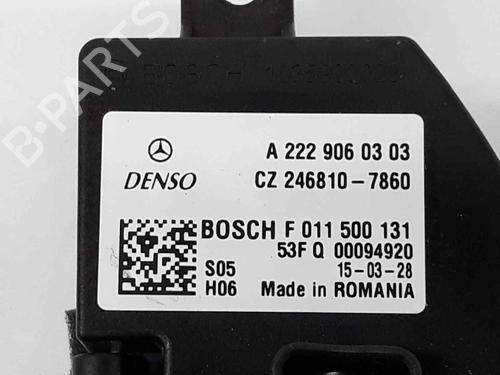 BOSCH
A 222 906 03 03
DENSO
CZ 246810-7860
BOSCH F 011 500 131
53F Q 00094920
S05
15-03-28
H06
Made in ROMANIA
B-PARTS